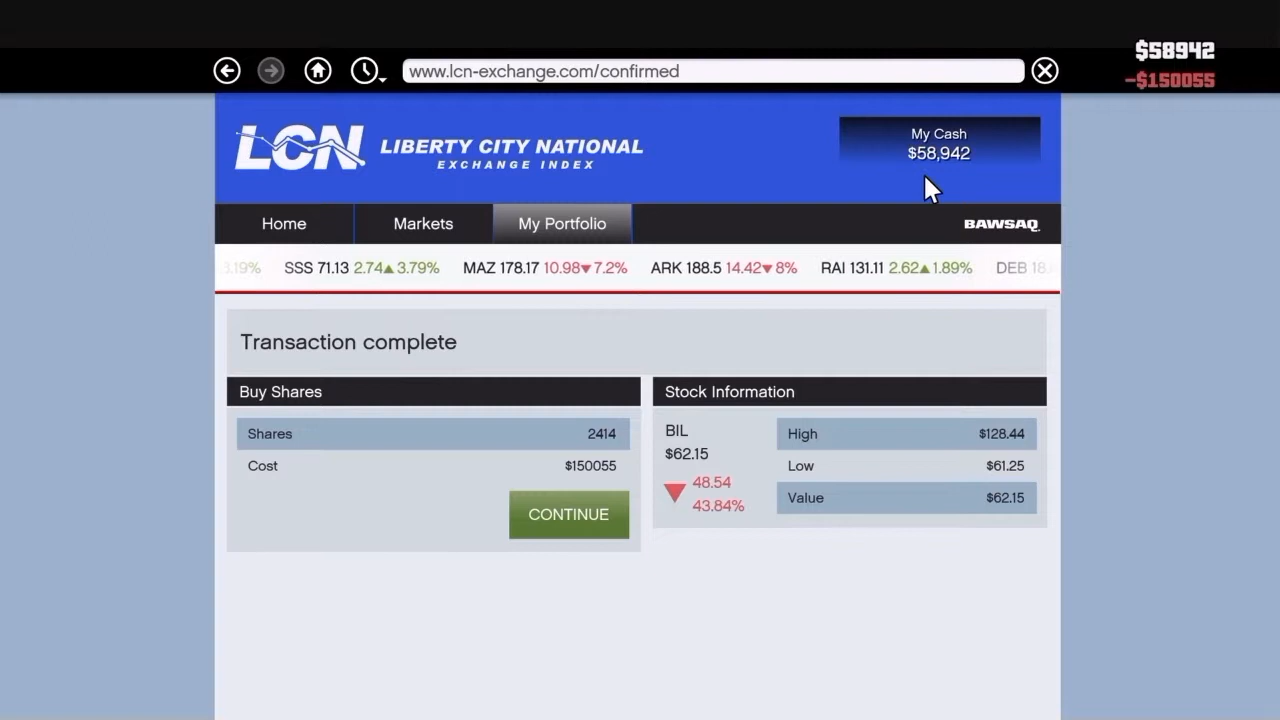 $58942
-$150055
www.lcn-exchange.com/confirmed
LCN LIBERTY CITY NATIONAL
EXCHANGE INDEX
My Cash
$58,942
Home Markets My Portfolio BAWSAQ
3.19% SSS 71.13 2.74▲3.79% MAZ 178.17 10.98▼7.2% ARK 188.5 14.42▼8% RAI 131.11 2.62▲1.89% DEB
Transaction complete
Buy Shares
Shares 2414
Cost $150055
CONTINUE
Stock Information
BIL
$62.15
48.54
43.84%
High $128.44
Low $61.25
Value $62.15